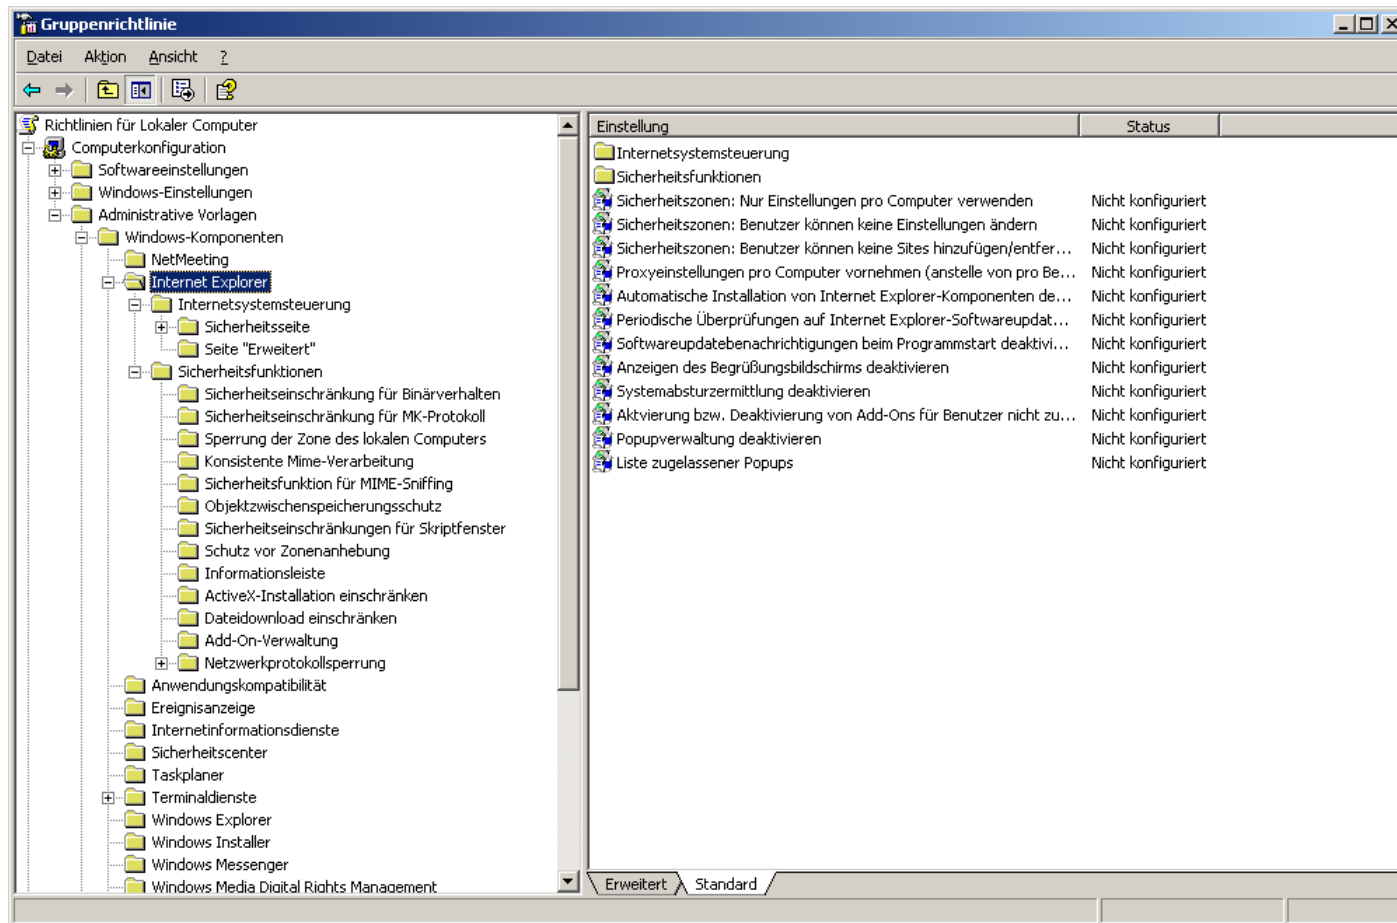 Gruppenrichtlinie
Datei Aktion Ansicht ?
Richtlinien für Lokaler Computer
Computerkonfiguration
Softwareeinstellungen
Windows-Einstellungen
Administrative Vorlagen
Windows-Komponenten
NetMeeting
Internet Explorer
Internetsystemsteuerung
Sicherheitsseite
Seite "Erweitert"
Sicherheitsfunktionen
Sicherheitseinschränkung für Binärverhalten
Sicherheitseinschränkung für MK-Protokoll
Sperrung der Zone des lokalen Computers
Konsistente Mime-Verarbeitung
Sicherheitsfunktion für MIME-Sniffing
Objektzwischenspeicherungsschutz
Sicherheitseinschränkungen für Skriptfenster
Schutz vor Zonenanhebung
Informationsleiste
ActiveX-Installation einschränken
Dateidownload einschränken
Add-On-Verwaltung
Netzwerkprotokollsperrung
Anwendungskompatibilität
Ereignisanzeige
Internetinformationsdienste
Sicherheitscenter
Taskplaner
Terminaldienste
Windows Explorer
Windows Installer
Windows Messenger
Windows Media Digital Rights Management
Einstellung Status
Internetsystemsteuerung
Sicherheitsfunktionen
Sicherheitszonen: Nur Einstellungen pro Computer verwenden Nicht konfiguriert
Sicherheitszonen: Benutzer können keine Einstellungen ändern Nicht konfiguriert
Sicherheitszonen: Benutzer können keine Sites hinzufügen/entfer... Nicht konfiguriert
Proxyeinstellungen pro Computer vornehmen (anstelle von pro Be... Nicht konfiguriert
Automatische Installation von Internet Explorer-Komponenten de... Nicht konfiguriert
Periodische Überprüfungen auf Internet Explorer-Softwareupdat... Nicht konfiguriert
Softwareupdatebenachrichtigungen beim Programmstart deaktivi... Nicht konfiguriert
Anzeigen des Begrüßungsbildschirms deaktivieren Nicht konfiguriert
Systemabsturzermittlung deaktivieren Nicht konfiguriert
Aktvierung bzw. Deaktivierung von Add-Ons für Benutzer nicht zu... Nicht konfiguriert
Popupverwaltung deaktivieren Nicht konfiguriert
Liste zugelassener Popups Nicht konfiguriert
Erweitert Standard